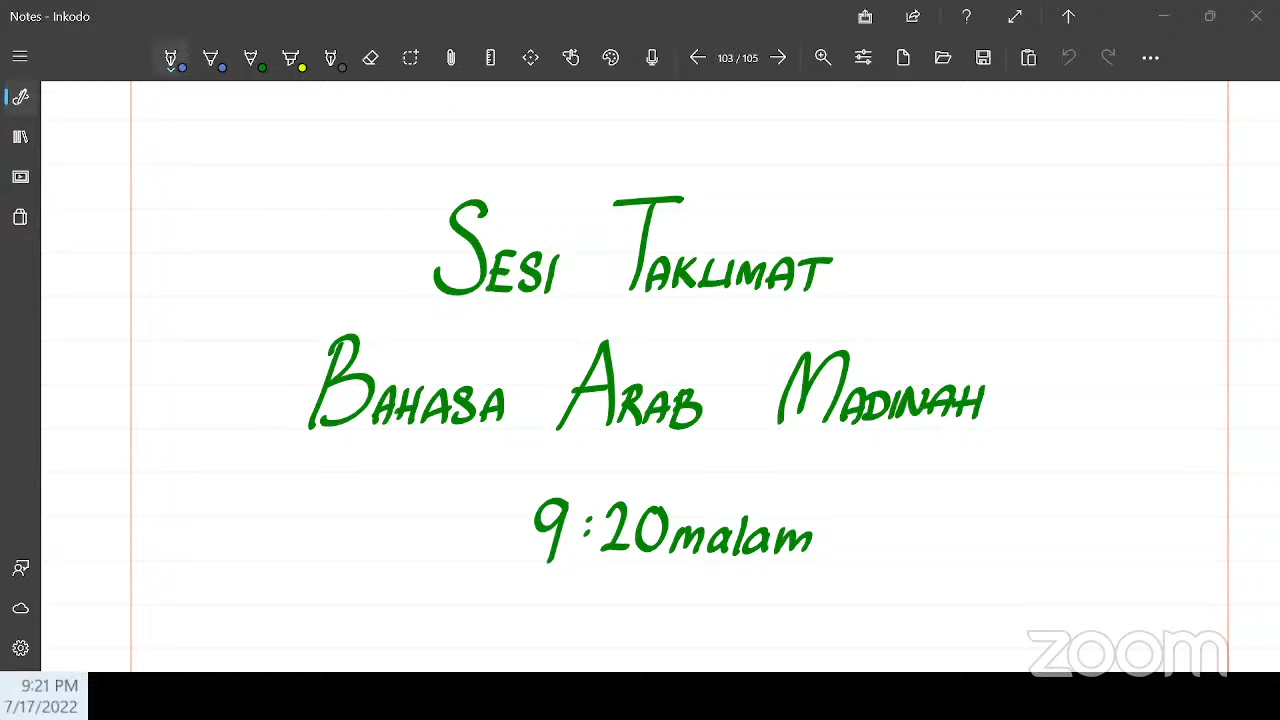 Notes - Inkodo
103 / 105
SESI TAKLIMAT
BAHASA ARAB MADINAH
9:20malam
zoom
9:21 PM
7/17/2022